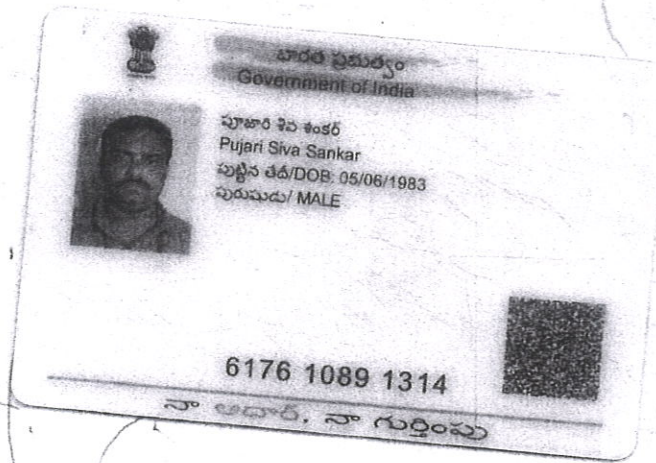 భారత ప్రభుత్వం
Government of India
పూజారి శివ శంకర్
Pujari Siva Sankar
పుట్టిన తేదీ/DOB: 05/06/1983
పురుషుడు/ MALE
6176 1089 1314
నా ఆధార్, నా గుర్తింపు